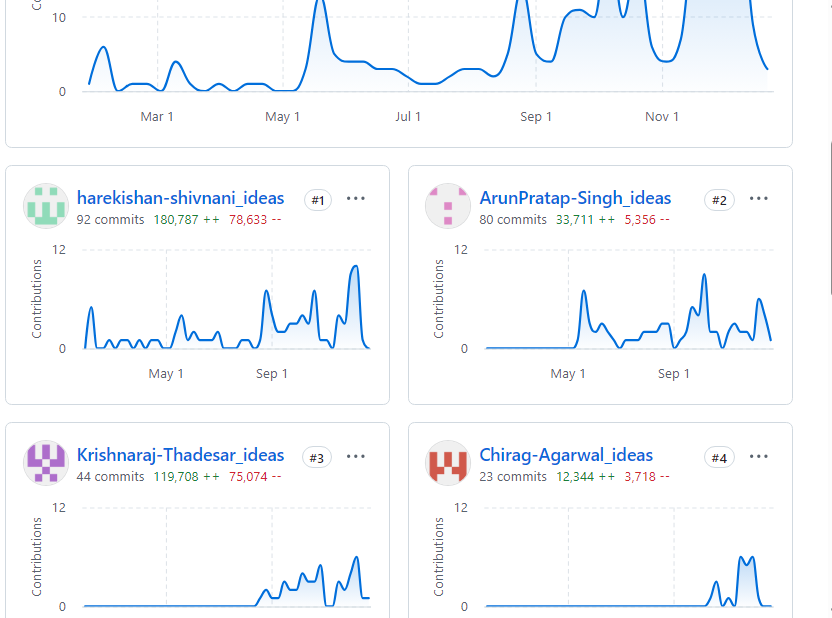 10
0
Mar 1 May 1 Jul 1 Sep 1 Nov 1
harekishan-shivnani_ideas #1 ···
92 commits 180,787 ++ 78,633 --
12
Contributions
0
May 1 Sep 1
ArunPratap-Singh_ideas #2 ···
80 commits 33,711 ++ 5,356 --
12
Contributions
0
May 1 Sep 1
Krishnaraj-Thadesar_ideas #3 ···
44 commits 119,708 ++ 75,074 --
12
Contributions
0
Chirag-Agarwal_ideas #4 ···
23 commits 12,344 ++ 3,718 --
12
Contributions
0